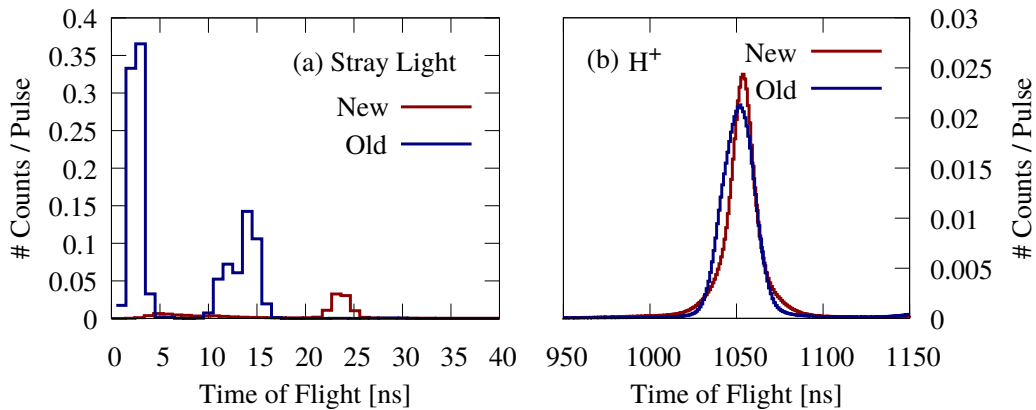 (a) Stray Light
New
Old
# Counts / Pulse
0.4
0.35
0.3
0.25
0.2
0.15
0.1
0.05
0
0 5 10 15 20 25 30 35 40
Time of Flight [ns]
(b) H⁺
New
Old
0.03
0.025
0.02
0.015
0.01
0.005
0
# Counts / Pulse
950 1000 1050 1100 1150
Time of Flight [ns]